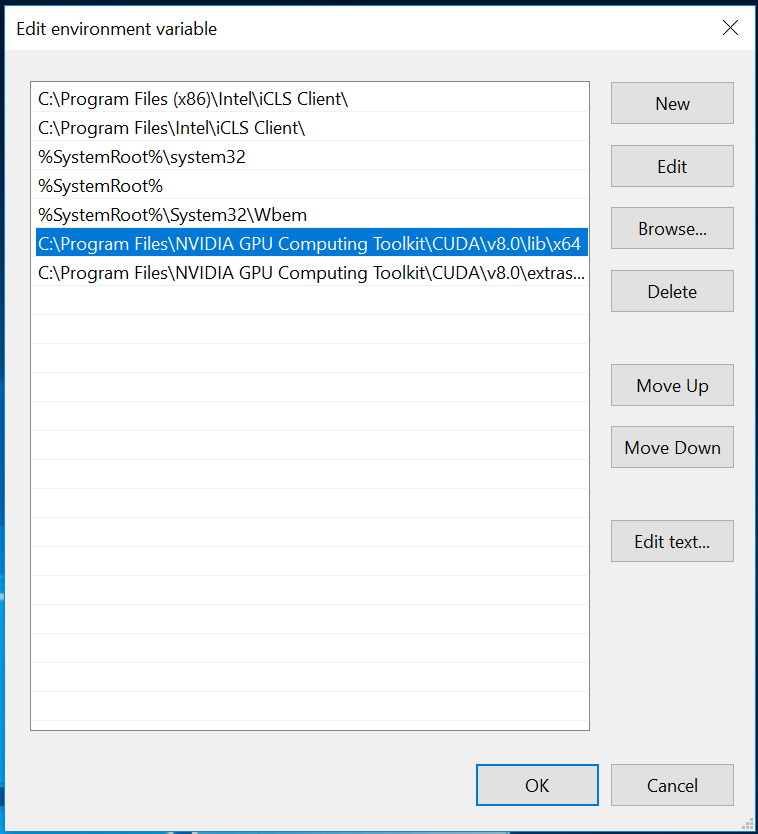 Edit environment variable
C:\Program Files (x86)\Intel\iCLS Client\
C:\Program Files\Intel\iCLS Client\
%SystemRoot%\system32
%SystemRoot%
%SystemRoot%\System32\Wbem
C:\Program Files\NVIDIA GPU Computing Toolkit\CUDA\v8.0\lib\x64
C:\Program Files\NVIDIA GPU Computing Toolkit\CUDA\v8.0\extras...
New
Edit
Browse...
Delete
Move Up
Move Down
Edit text...
OK
Cancel